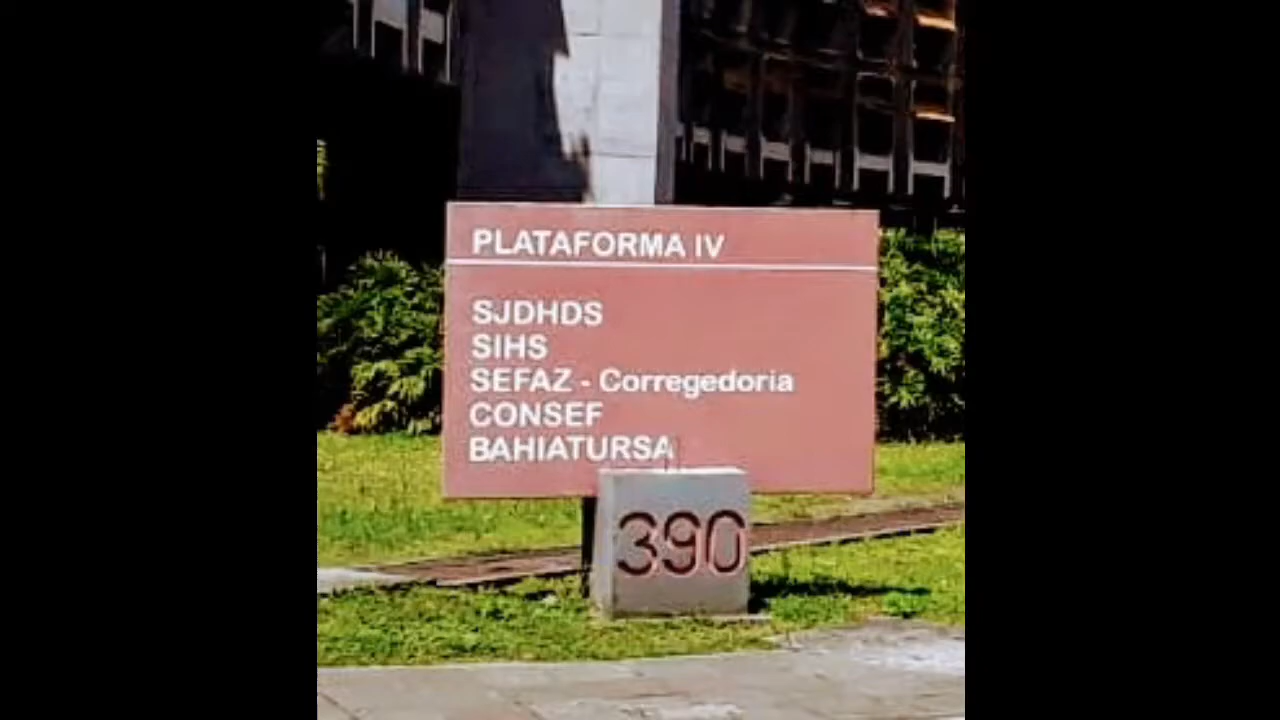 PLATAFORMA IV
SJDHDS
SIHS
SEFAZ - Corregedoria
CONSEF
BAHIATURSA
390